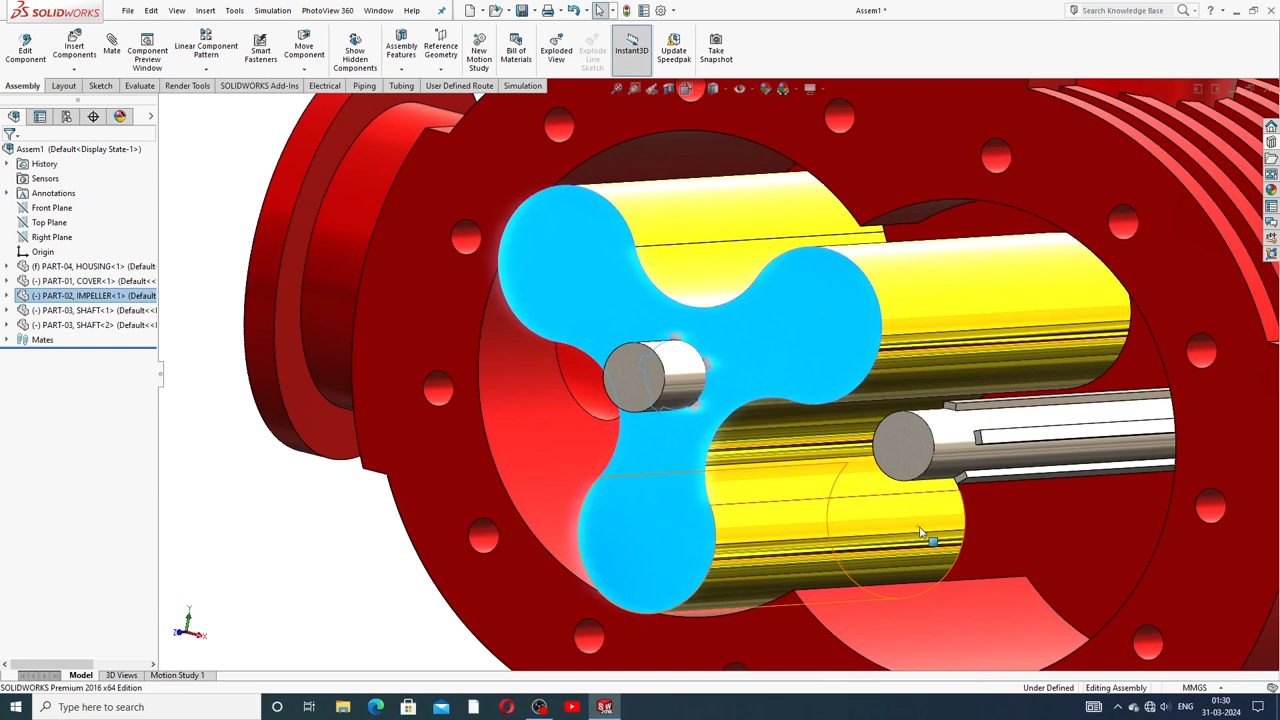 SOLIDWORKS File Edit View Insert Tools Simulation PhotoView 360 Window Help Assem1 * Search Knowledge Base
Edit Component
Insert Components
Mate
Component Preview Window
Linear Component Pattern
Smart Fasteners
Move Component
Show Hidden Components
Assembly Features
Reference Geometry
New Motion Study
Bill of Materials
Exploded View
Explode Line Sketch
Instant3D
Update Speedpak
Take Snapshot
Assembly Layout Sketch Evaluate Render Tools SOLIDWORKS Add-Ins Electrical Piping Tubing User Defined Route Simulation
Assem1 (Default<Display State-1>)
History
Sensors
Annotations
Front Plane
Top Plane
Right Plane
Origin
(f) PART-04, HOUSING<1> (Default
(-) PART-01, COVER<1> (Default<<
(-) PART-02, IMPELLER<1> (Default
(-) PART-03, SHAFT<1> (Default<<
(-) PART-03, SHAFT<2> (Default<<
Mates
Y
Z X
Model 3D Views Motion Study 1
SOLIDWORKS Premium 2016 x64 Edition Under Defined Editing Assembly MMGS
Type here to search ENG 01:30
31-03-2024